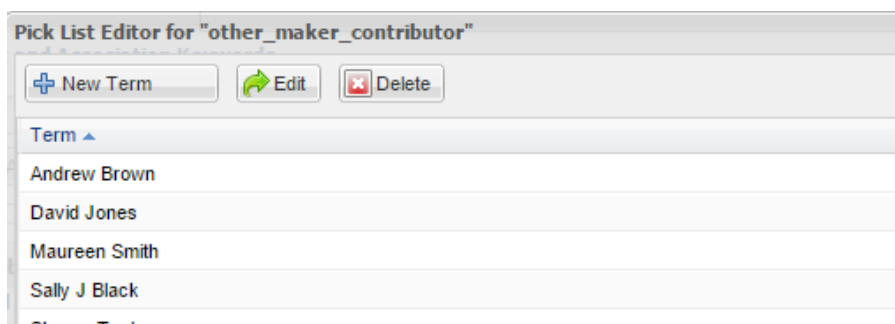 Pick List Editor for "other_maker_contributor"
New Term Edit Delete
Term
Andrew Brown
David Jones
Maureen Smith
Sally J Black